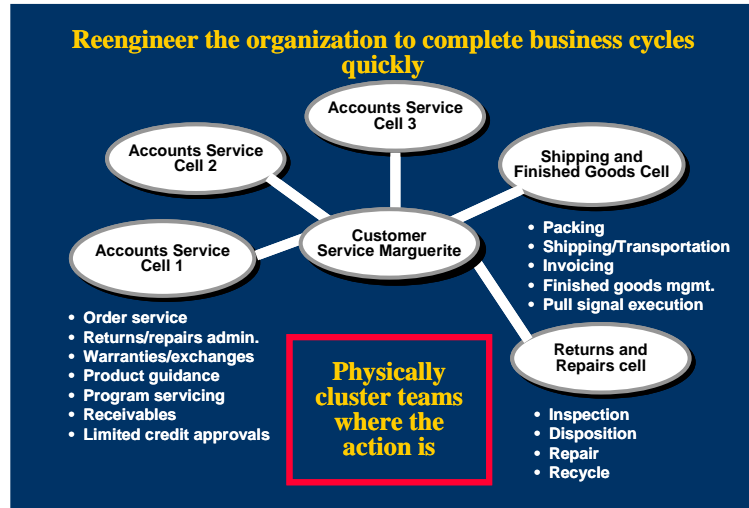 Reengineer the organization to complete business cycles
quickly
Accounts Service
Cell 3
Accounts Service
Cell 2
Shipping and
Finished Goods Cell
Customer
Service Marguerite
Accounts Service
Cell 1
• Packing
• Shipping/Transportation
• Invoicing
• Finished goods mgmt.
• Pull signal execution
• Order service
• Returns/repairs admin.
• Warranties/exchanges
• Product guidance
• Program servicing
• Receivables
• Limited credit approvals
Physically
cluster teams
where the
action is
Returns and
Repairs cell
• Inspection
• Disposition
• Repair
• Recycle